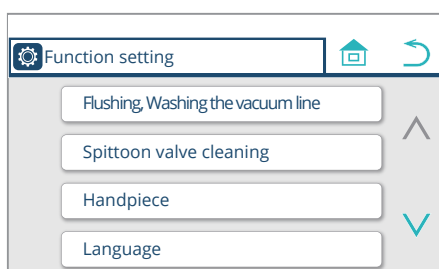 Function setting
Flushing, Washing the vacuum line
Spittoon valve cleaning
Handpiece
Language